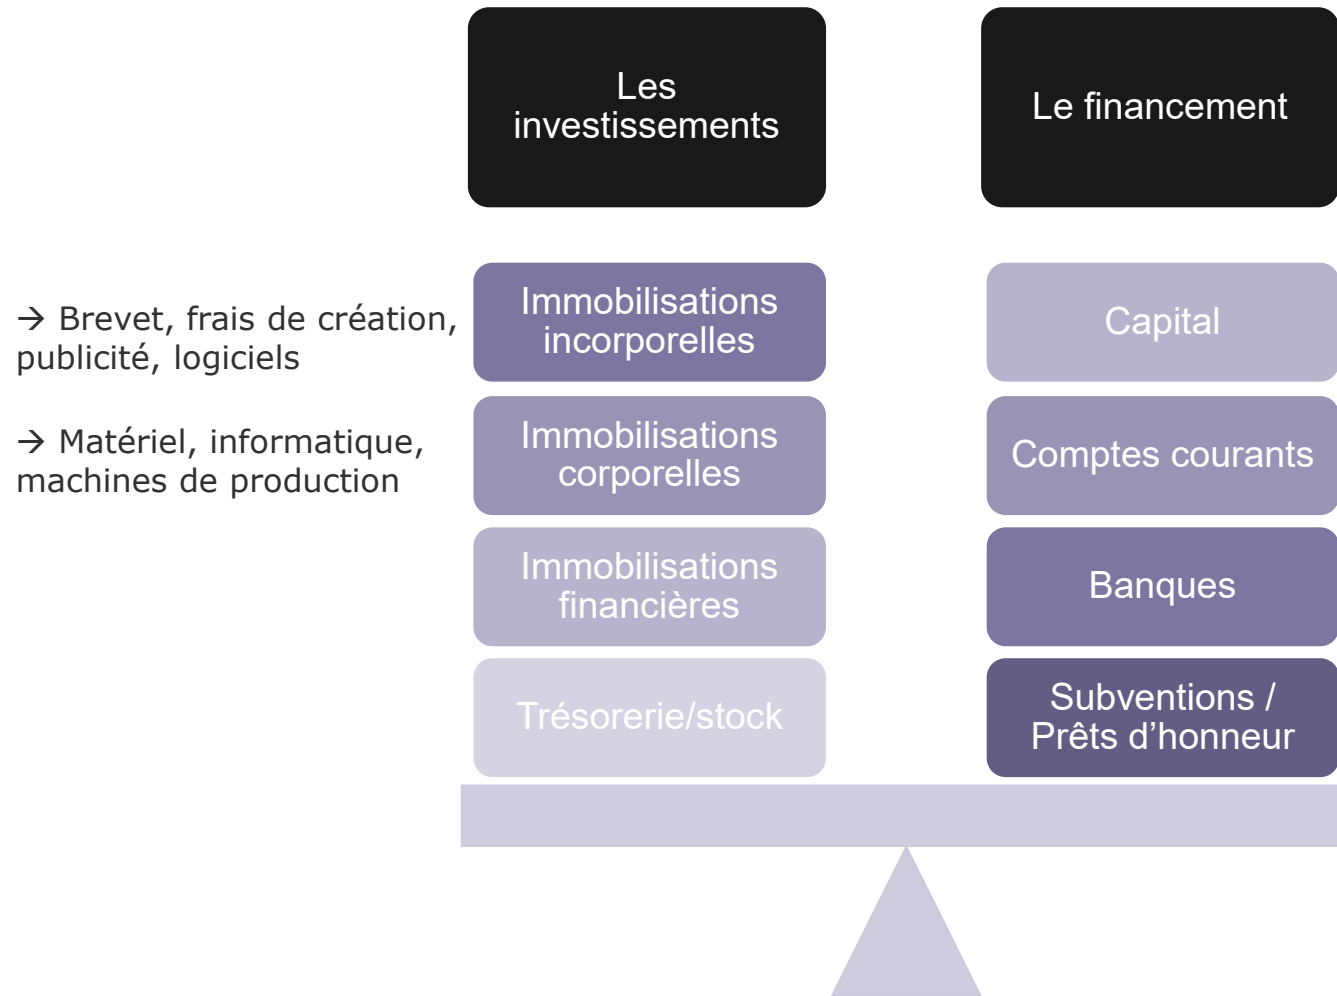 Les
investissements
Le financement
→ Brevet, frais de création,
publicité, logiciels
Immobilisations
incorporelles
Capital
→ Matériel, informatique,
machines de production
Immobilisations
corporelles
Comptes courants
Immobilisations
financières
Banques
Trésorerie/stock
Subventions /
Prêts d’honneur